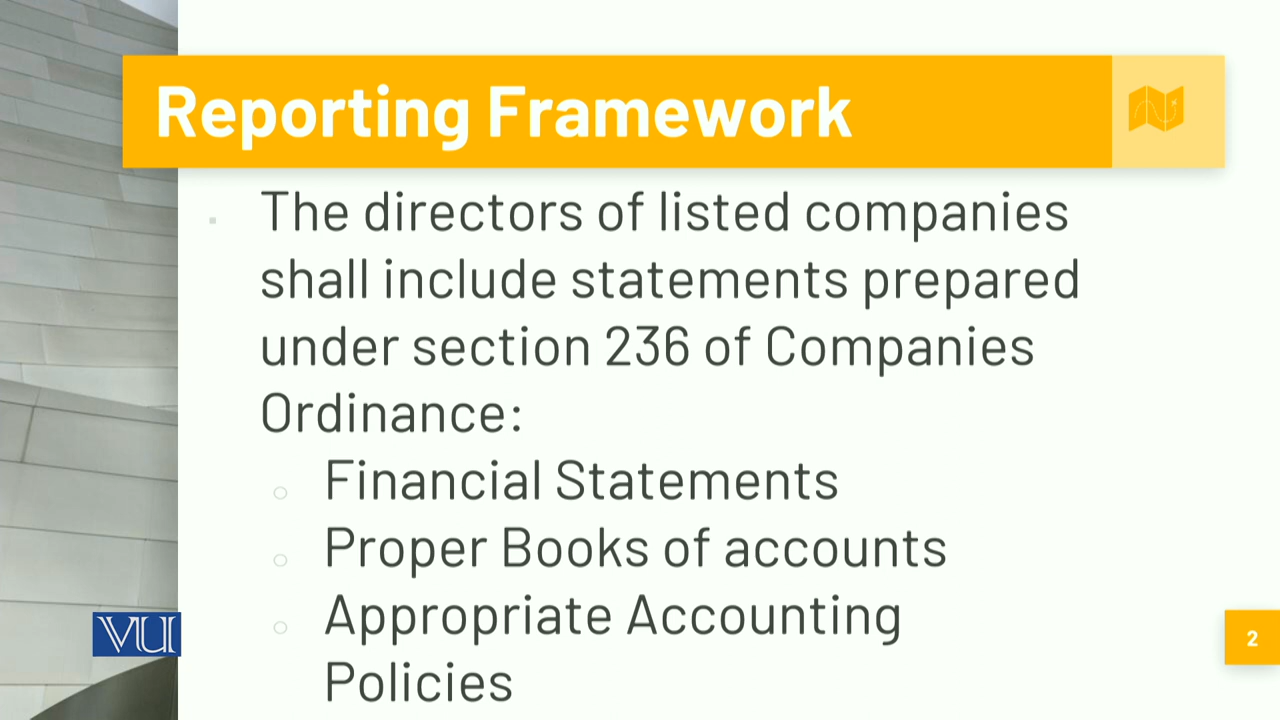 Reporting Framework
The directors of listed companies
shall include statements prepared
under section 236 of Companies
Ordinance:
Financial Statements
Proper Books of accounts
Appropriate Accounting
Policies
VU
2